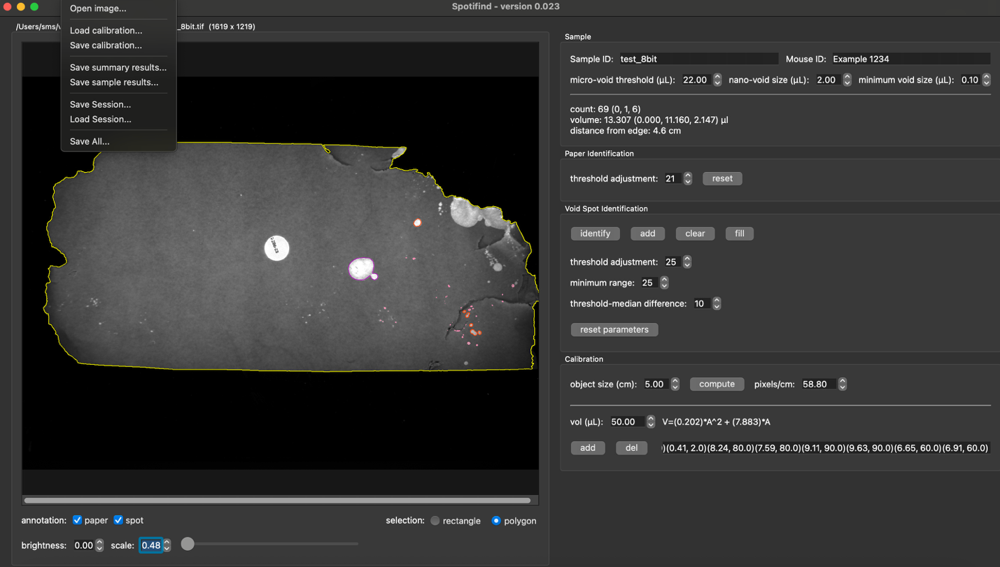 Spotifind - version 0.023
Open image...
Load calibration...
Save calibration...
Save summary results...
Save sample results...
Save Session...
Load Session...
Save All...
/Users/sms/ _8bit.tif (1619 x 1219)
Sample
Sample ID: test_8bit Mouse ID: Example 1234
micro-void threshold (µL): 22.00 nano-void size (µL): 2.00 minimum void size (µL): 0.10
count: 69 (0, 1, 6)
volume: 13.307 (0.000, 11.160, 2.147) µl
distance from edge: 4.6 cm
Paper Identification
threshold adjustment: 21 reset
Void Spot Identification
identify add clear fill
threshold adjustment: 25
minimum range: 25
threshold-median difference: 10
reset parameters
Calibration
object size (cm): 5.00 compute pixels/cm: 58.80
vol (µL): 50.00 V=(0.202)*A^2 + (7.883)*A
add del )(0.41, 2.0)(8.24, 80.0)(7.59, 80.0)(9.11, 90.0)(9.63, 90.0)(6.65, 60.0)(6.91, 60.0)
annotation: paper spot selection: rectangle polygon
brightness: 0.00 scale: 0.48